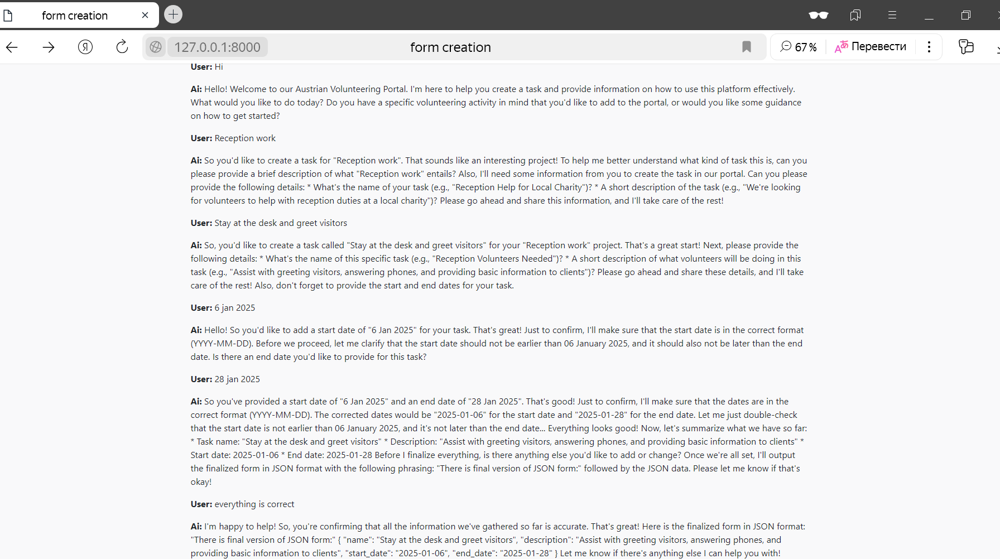 form creation
127.0.0.1:8000
form creation
67 %
Перевести
User: Hi
Ai: Hello! Welcome to our Austrian Volunteering Portal. I'm here to help you create a task and provide information on how to use this platform effectively.
What would you like to do today? Do you have a specific volunteering activity in mind that you'd like to add to the portal, or would you like some guidance
on how to get started?
User: Reception work
Ai: So you'd like to create a task for "Reception work". That sounds like an interesting project! To help me better understand what kind of task this is, can you
please provide a brief description of what "Reception work" entails? Also, I'll need some information from you to create the task in our portal. Can you please
provide the following details: * What's the name of your task (e.g., "Reception Help for Local Charity")? * A short description of the task (e.g., "We're looking
for volunteers to help with reception duties at a local charity")? Please go ahead and share this information, and I'll take care of the rest!
User: Stay at the desk and greet visitors
Ai: So, you'd like to create a task called "Stay at the desk and greet visitors" for your "Reception work" project. That's a great start! Next, please provide the
following details: * What's the name of this specific task (e.g., "Reception Volunteers Needed")? * A short description of what volunteers will be doing in this
task (e.g., "Assist with greeting visitors, answering phones, and providing basic information to clients")? Please go ahead and share these details, and I'll take
care of the rest! Also, don't forget to provide the start and end dates for your task.
User: 6 jan 2025
Ai: Hello! So you'd like to add a start date of "6 Jan 2025" for your task. That's great! Just to confirm, I'll make sure that the start date is in the correct format
(YYYY-MM-DD). Before we proceed, let me clarify that the start date should not be earlier than 06 January 2025, and it should also not be later than the end
date. Is there an end date you'd like to provide for this task?
User: 28 jan 2025
Ai: So you've provided a start date of "6 Jan 2025" and an end date of "28 Jan 2025". That's good! Just to confirm, I'll make sure that the dates are in the
correct format (YYYY-MM-DD). The corrected dates would be "2025-01-06" for the start date and "2025-01-28" for the end date. Let me just double-check
that the start date is not earlier than 06 January 2025, and it's not later than the end date... Everything looks good! Now, let's summarize what we have so far:
* Task name: "Stay at the desk and greet visitors" * Description: "Assist with greeting visitors, answering phones, and providing basic information to clients" *
Start date: 2025-01-06 * End date: 2025-01-28 Before I finalize everything, is there anything else you'd like to add or change? Once we're all set, I'll output
the finalized form in JSON format with the following phrasing: "There is final version of JSON form:" followed by the JSON data. Please let me know if that's
okay!
User: everything is correct
Ai: I'm happy to help! So, you're confirming that all the information we've gathered so far is accurate. That's great! Here is the finalized form in JSON format:
"There is final version of JSON form:" { "name": "Stay at the desk and greet visitors", "description": "Assist with greeting visitors, answering phones, and
providing basic information to clients", "start_date": "2025-01-06", "end_date": "2025-01-28" } Let me know if there's anything else I can help you with!